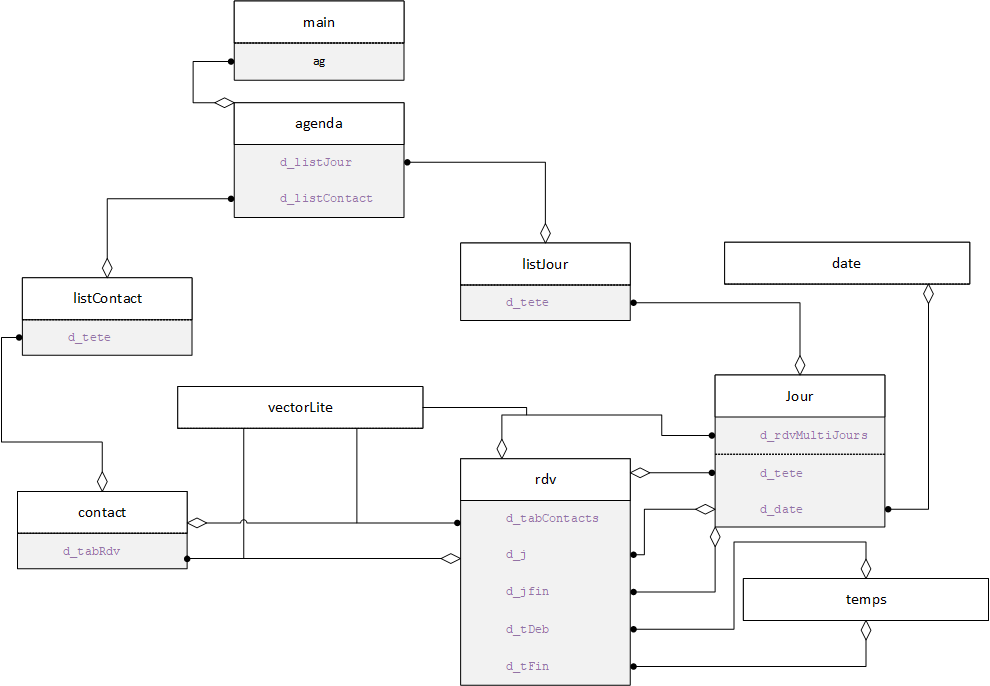 main
ag
agenda
d_listJour
d_listContact
listJour
d_tete
date
listContact
d_tete
Jour
d_rdvMultiJours
d_tete
d_date
vectorLite
rdv
d_tabContacts
d_j
d_jfin
d_tDeb
d_tFin
contact
d_tabRdv
temps